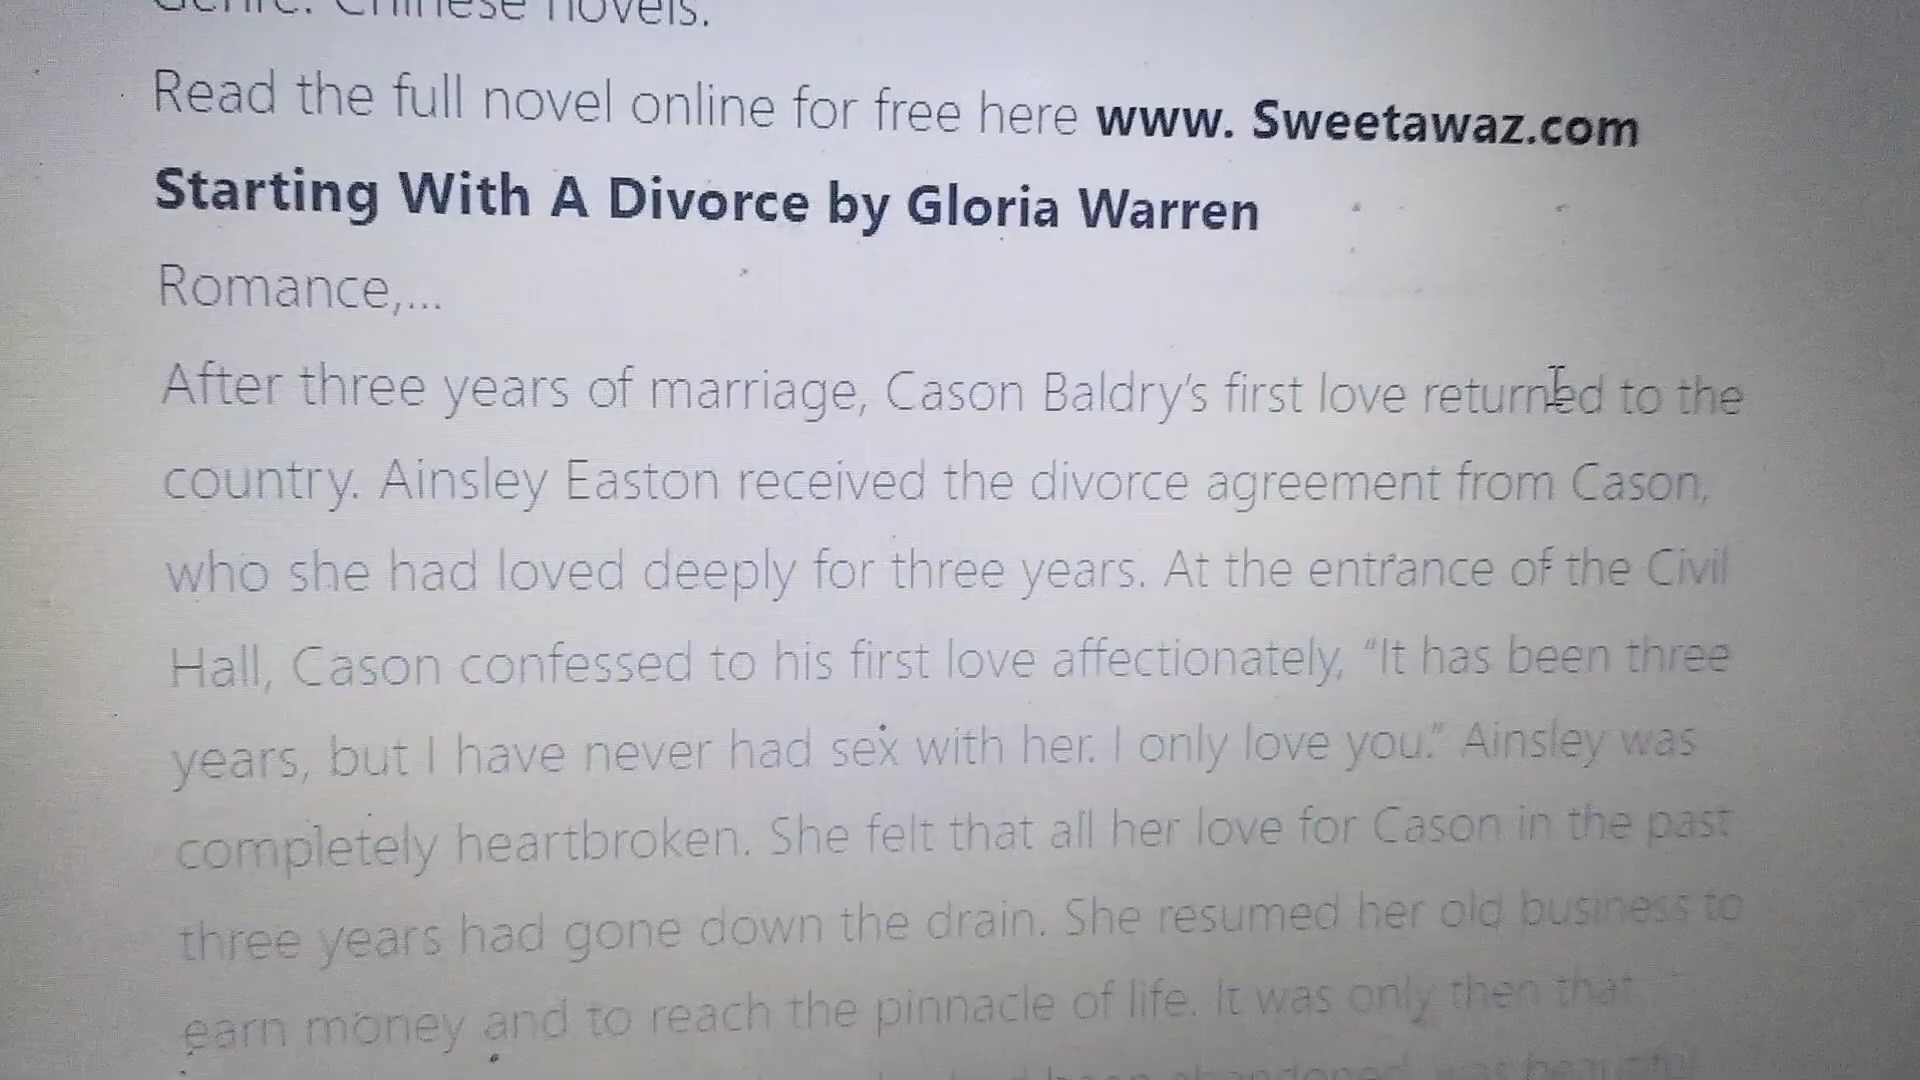 Genre: Chinese novels.
Read the full novel online for free here www. Sweetawaz.com
Starting With A Divorce by Gloria Warren
Romance,...
After three years of marriage, Cason Baldry's first love returned to the
country. Ainsley Easton received the divorce agreement from Cason,
who she had loved deeply for three years. At the entrance of the Civil
Hall, Cason confessed to his first love affectionately, “It has been three
years, but I have never had sex with her. I only love you.” Ainsley was
completely heartbroken. She felt that all her love for Cason in the past
three years had gone down the drain. She resumed her old business to
earn money and to reach the pinnacle of life. It was only then that
been abandoned was